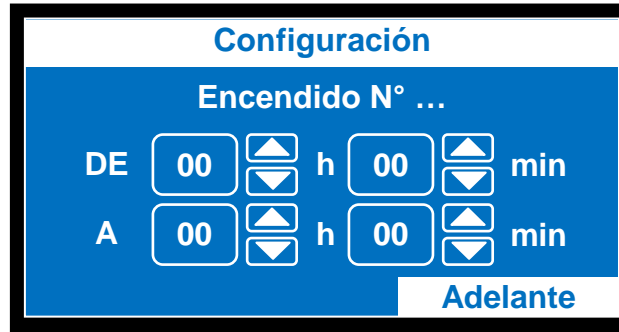 Configuración
Encendido N° …
DE 00 h 00 min
A 00 h 00 min
Adelante